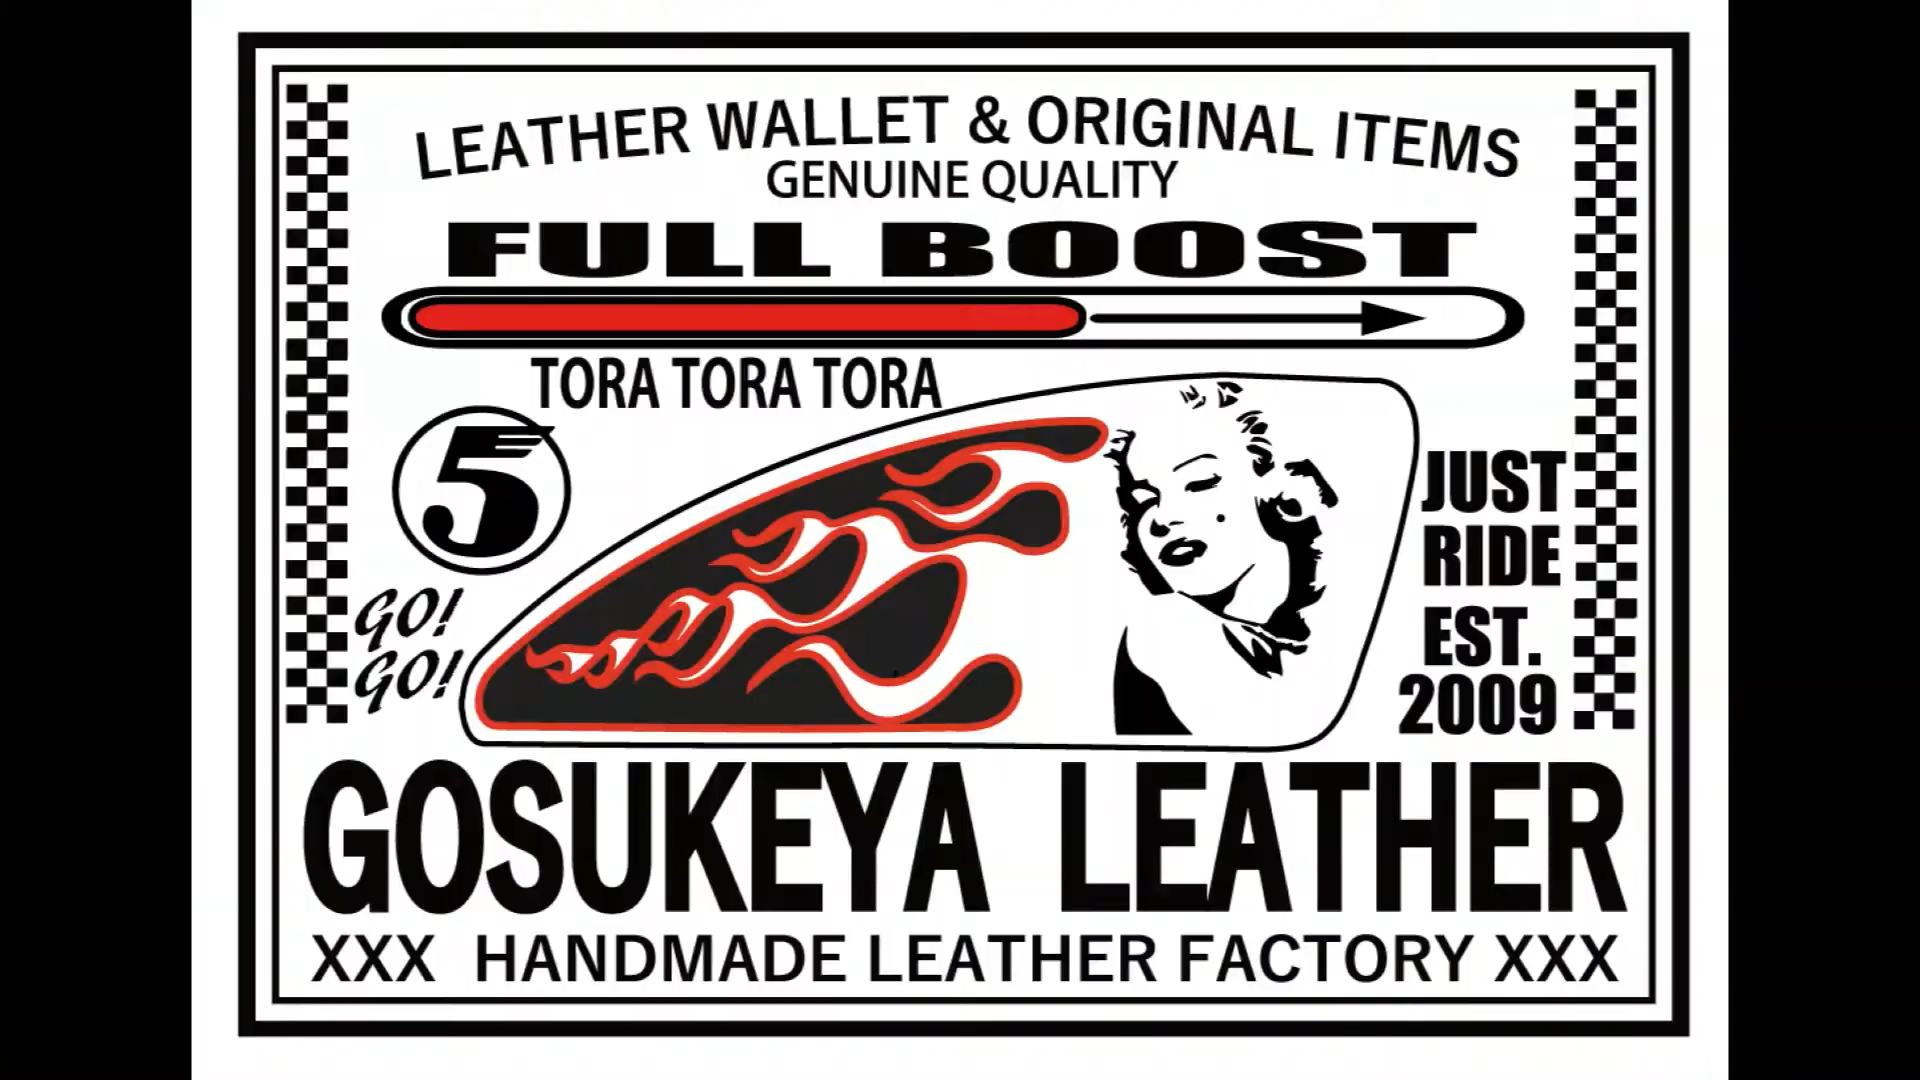 LEATHER WALLET & ORIGINAL ITEMS
GENUINE QUALITY
FULL BOOST
TORA TORA TORA
5
GO!
GO!
JUST
RIDE
EST.
2009
GOSUKEYA LEATHER
XXX HANDMADE LEATHER FACTORY XXX